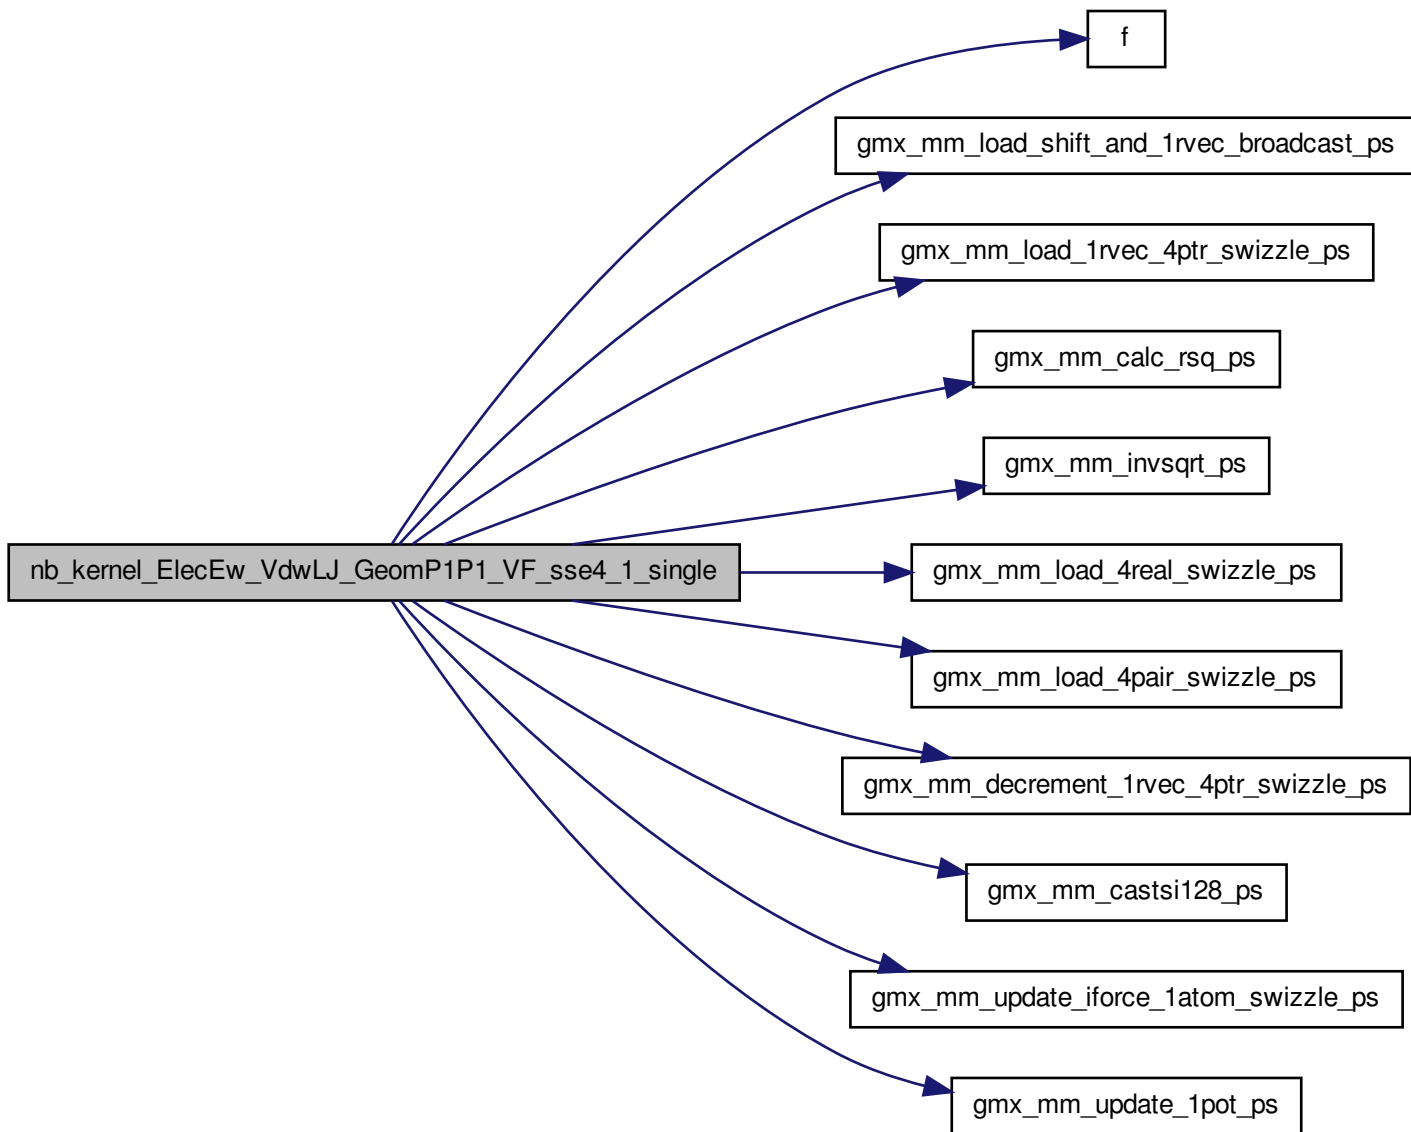 f
gmx_mm_load_shift_and_1rvec_broadcast_ps
gmx_mm_load_1rvec_4ptr_swizzle_ps
gmx_mm_calc_rsq_ps
gmx_mm_invsqrt_ps
nb_kernel_ElecEw_VdwLJ_GeomP1P1_VF_sse4_1_single
gmx_mm_load_4real_swizzle_ps
gmx_mm_load_4pair_swizzle_ps
gmx_mm_decrement_1rvec_4ptr_swizzle_ps
gmx_mm_castsi128_ps
gmx_mm_update_iforce_1atom_swizzle_ps
gmx_mm_update_1pot_ps